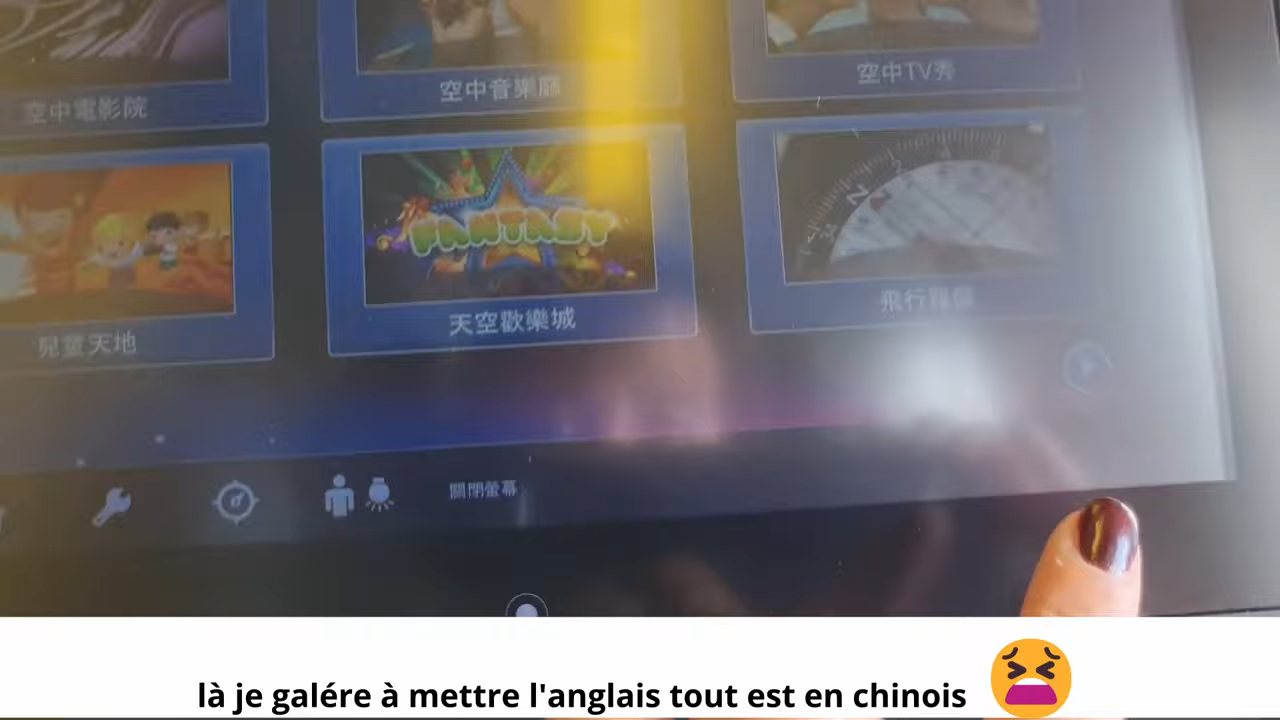 空中電影院
空中音樂廳
空中TV秀
FANTASY
兒童天地
天空歡樂城
飛行羅盤
關閉螢幕
là je galére à mettre l'anglais tout est en chinois